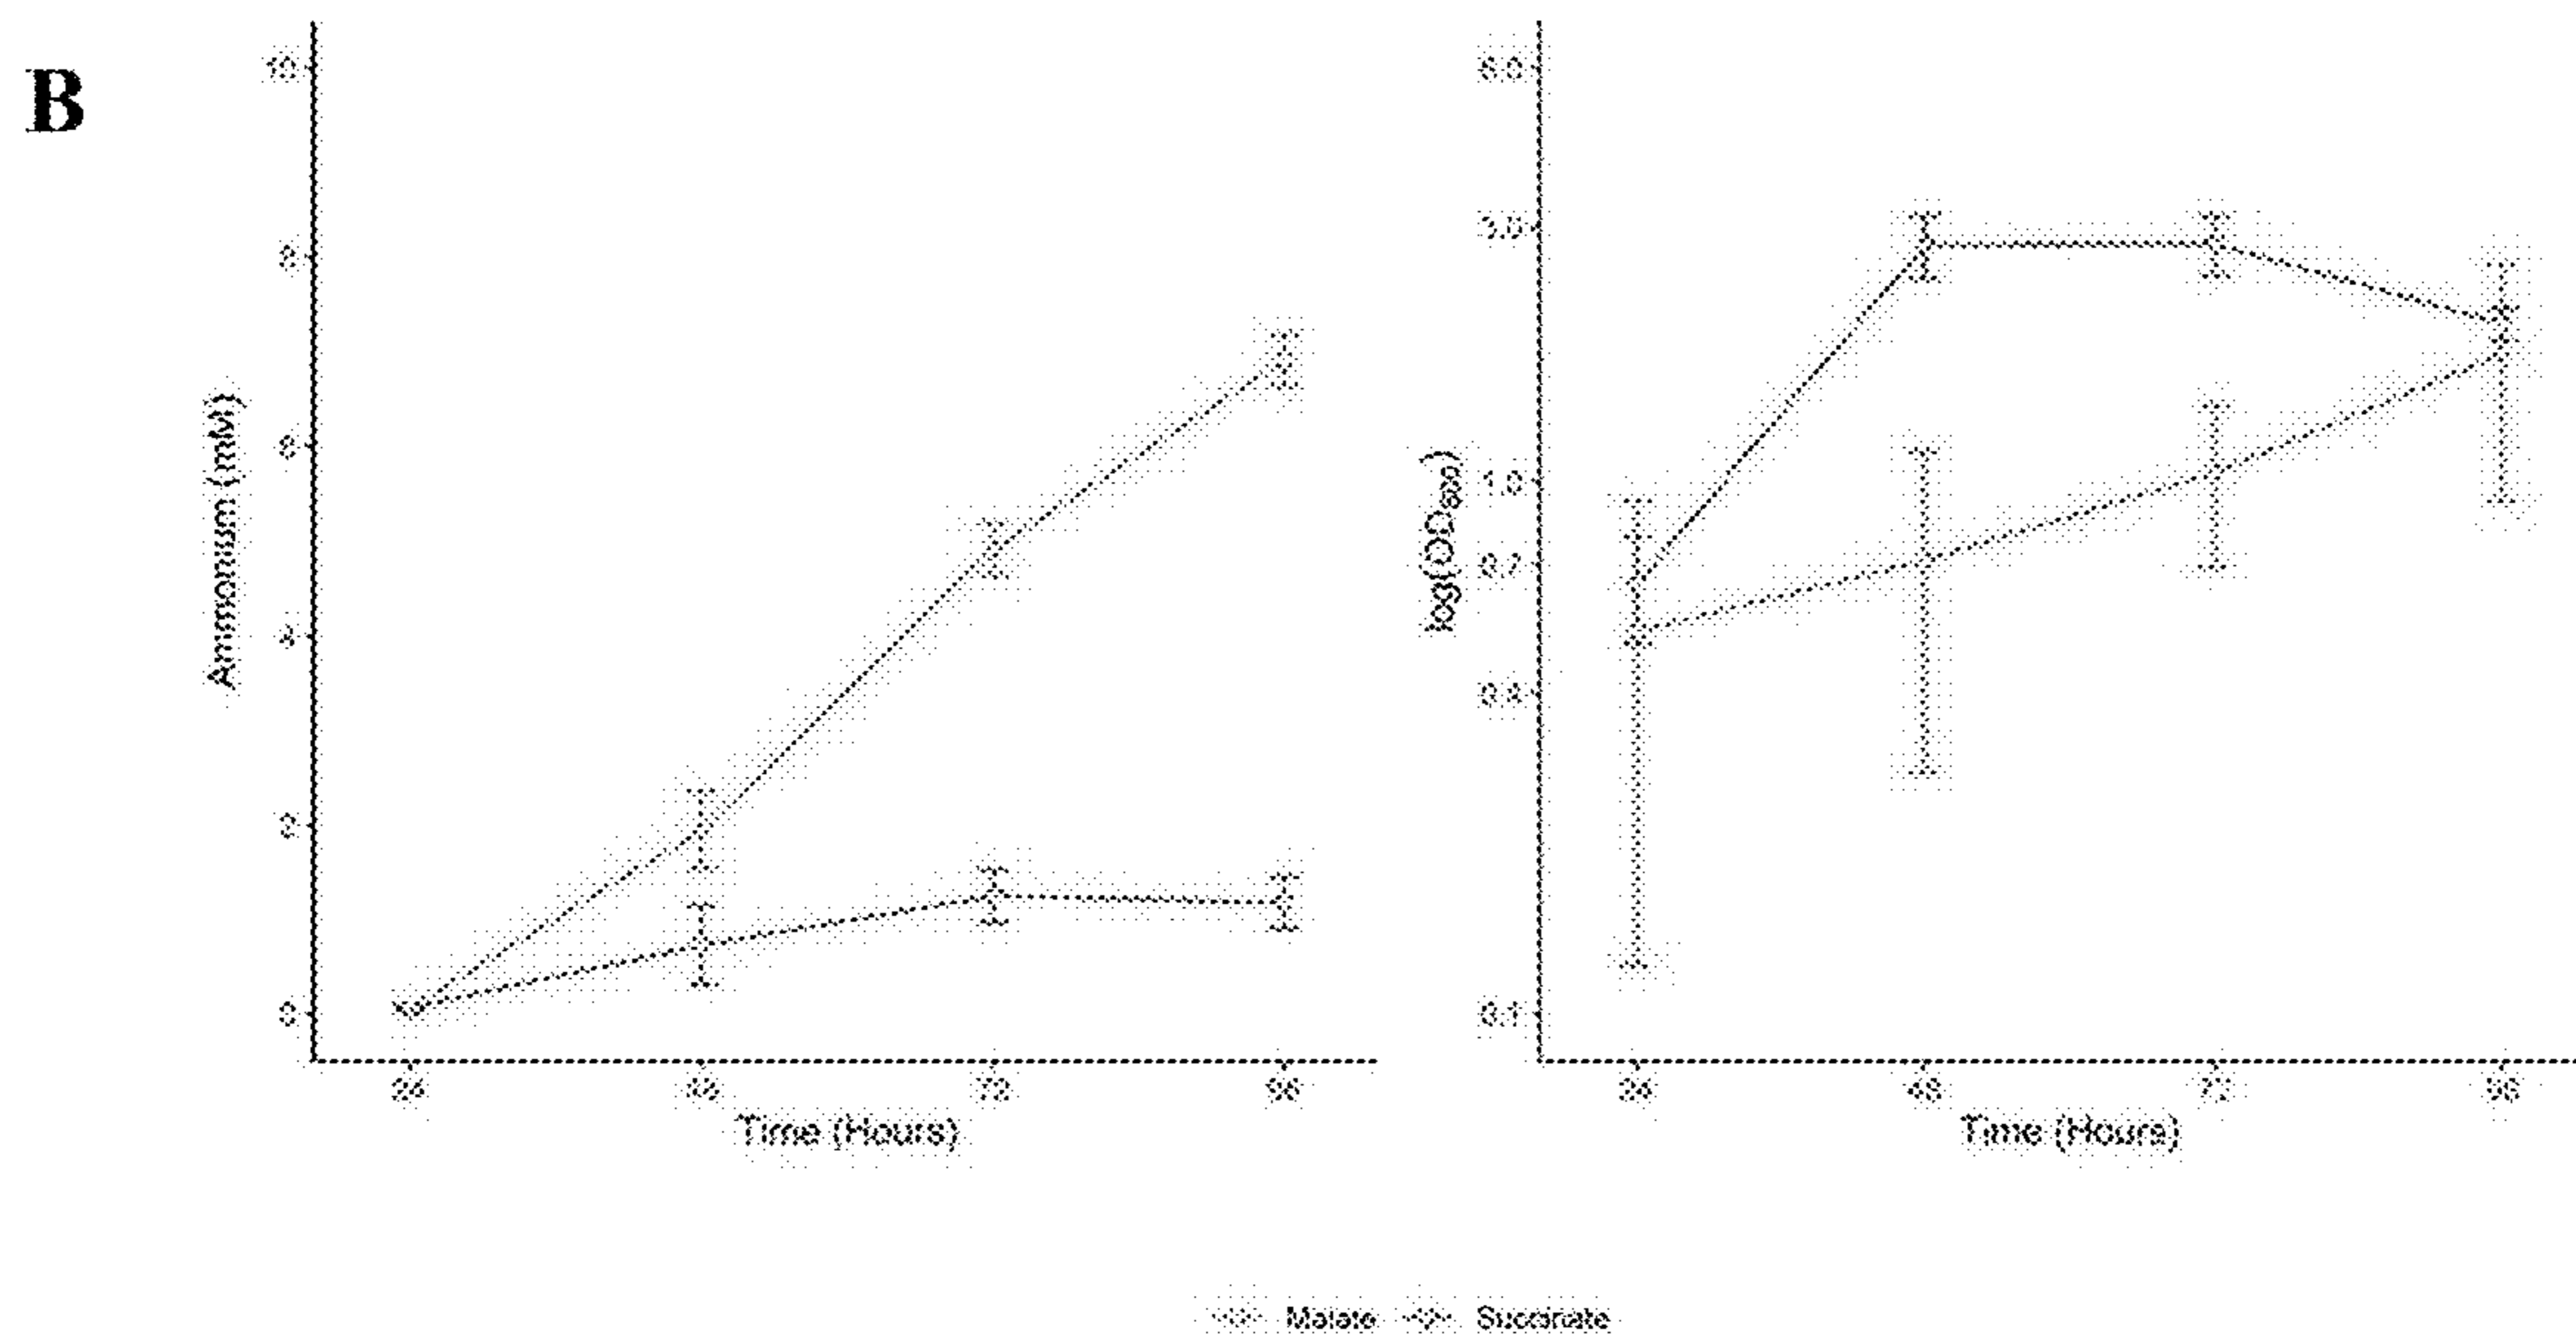 B
10
8
6
4
2
0
Ammonium (mM)
24 48 72 96
Time (Hours)
3.0
1.0
0.7
0.4
0.1
log(OD600)
24 48 72 96
Time (Hours)
Malate Succinate